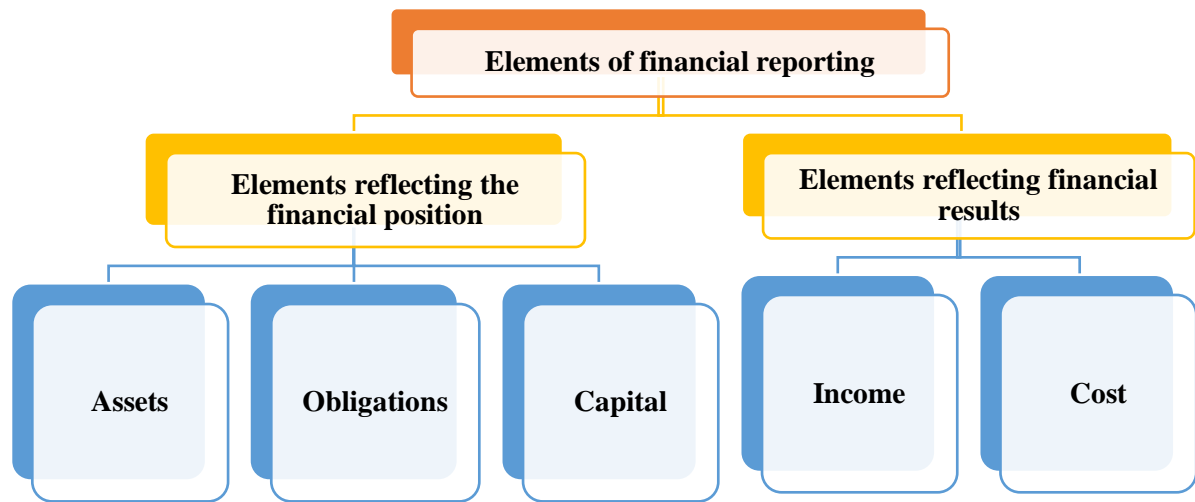 Elements of financial reporting
Elements reflecting the
financial position
Elements reflecting financial
results
Assets
Obligations
Capital
Income
Cost